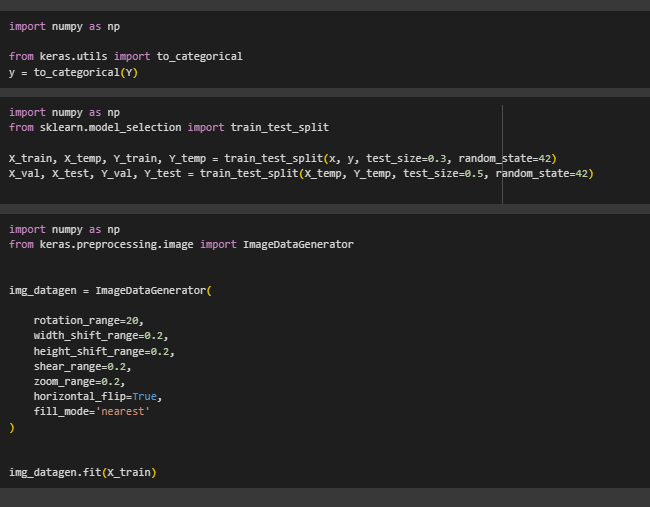 import numpy as np
from keras.utils import to_categorical
y = to_categorical(Y)
import numpy as np
from sklearn.model_selection import train_test_split
X_train, X_temp, Y_train, Y_temp = train_test_split(x, y, test_size=0.3, random_state=42)
X_val, X_test, Y_val, Y_test = train_test_split(X_temp, Y_temp, test_size=0.5, random_state=42)
import numpy as np
from keras.preprocessing.image import ImageDataGenerator
img_datagen = ImageDataGenerator(
    rotation_range=20,
    width_shift_range=0.2,
    height_shift_range=0.2,
    shear_range=0.2,
    zoom_range=0.2,
    horizontal_flip=True,
    fill_mode='nearest'
)
img_datagen.fit(X_train)